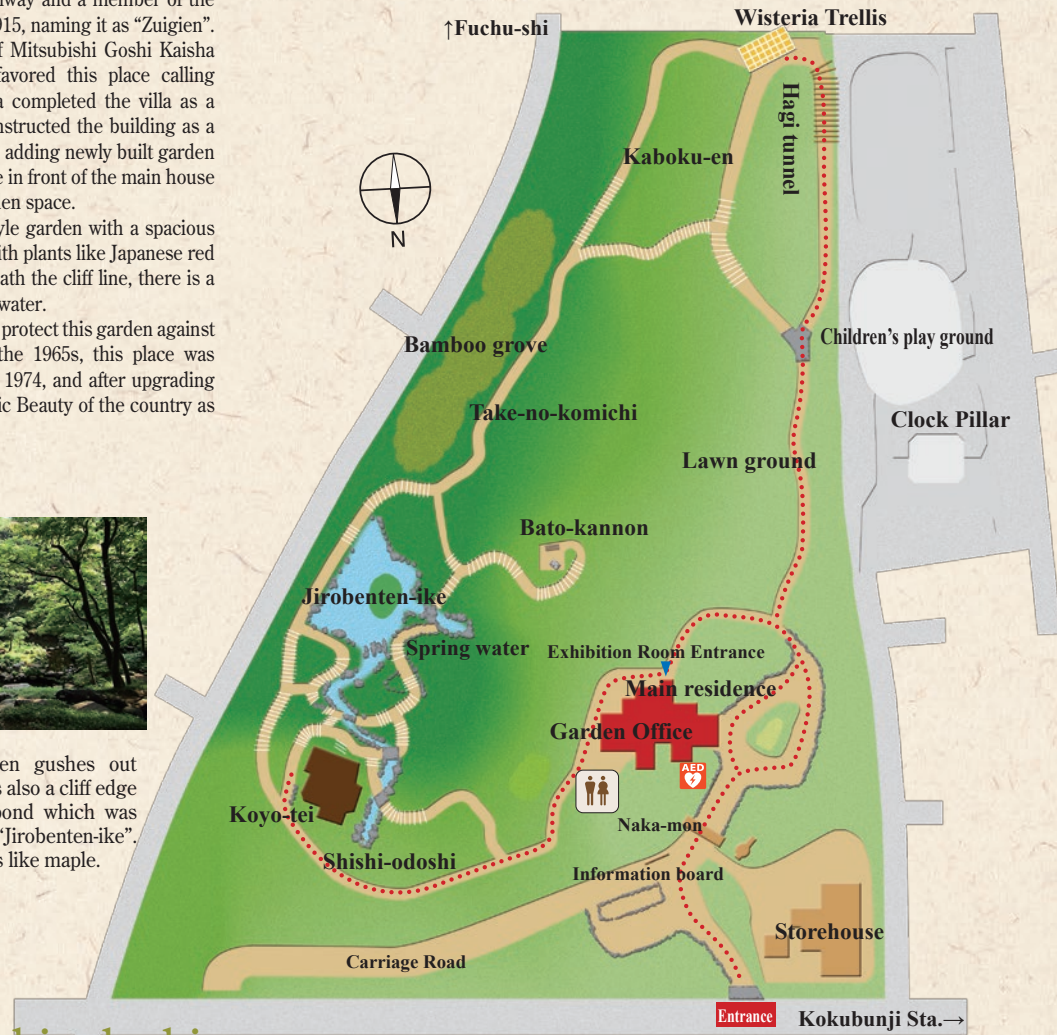 way and a member of the
915, naming it as “Zuigien”.
f Mitsubishi Goshi Kaisha
favored this place calling
a completed the villa as a
nstructed the building as a
adding newly built garden
e in front of the main house
en space.
yle garden with a spacious
ith plants like Japanese red
ath the cliff line, there is a
water.
protect this garden against
the 1965s, this place was
1974, and after upgrading
ic Beauty of the country as
en gushes out
s also a cliff edge
pond which was
“Jirobenten-ike”.
s like maple.
↑Fuchu-shi
Wisteria Trellis
Hagi tunnel
Kaboku-en
N
Children’s play ground
Bamboo grove
Take-no-komichi
Clock Pillar
Lawn ground
Bato-kannon
Jirobenten-ike
Spring water
Exhibition Room Entrance
Main residence
Garden Office
AED
Koyo-tei
Naka-mon
Shishi-odoshi
Information board
Storehouse
Carriage Road
Entrance
Kokubunji Sta.→